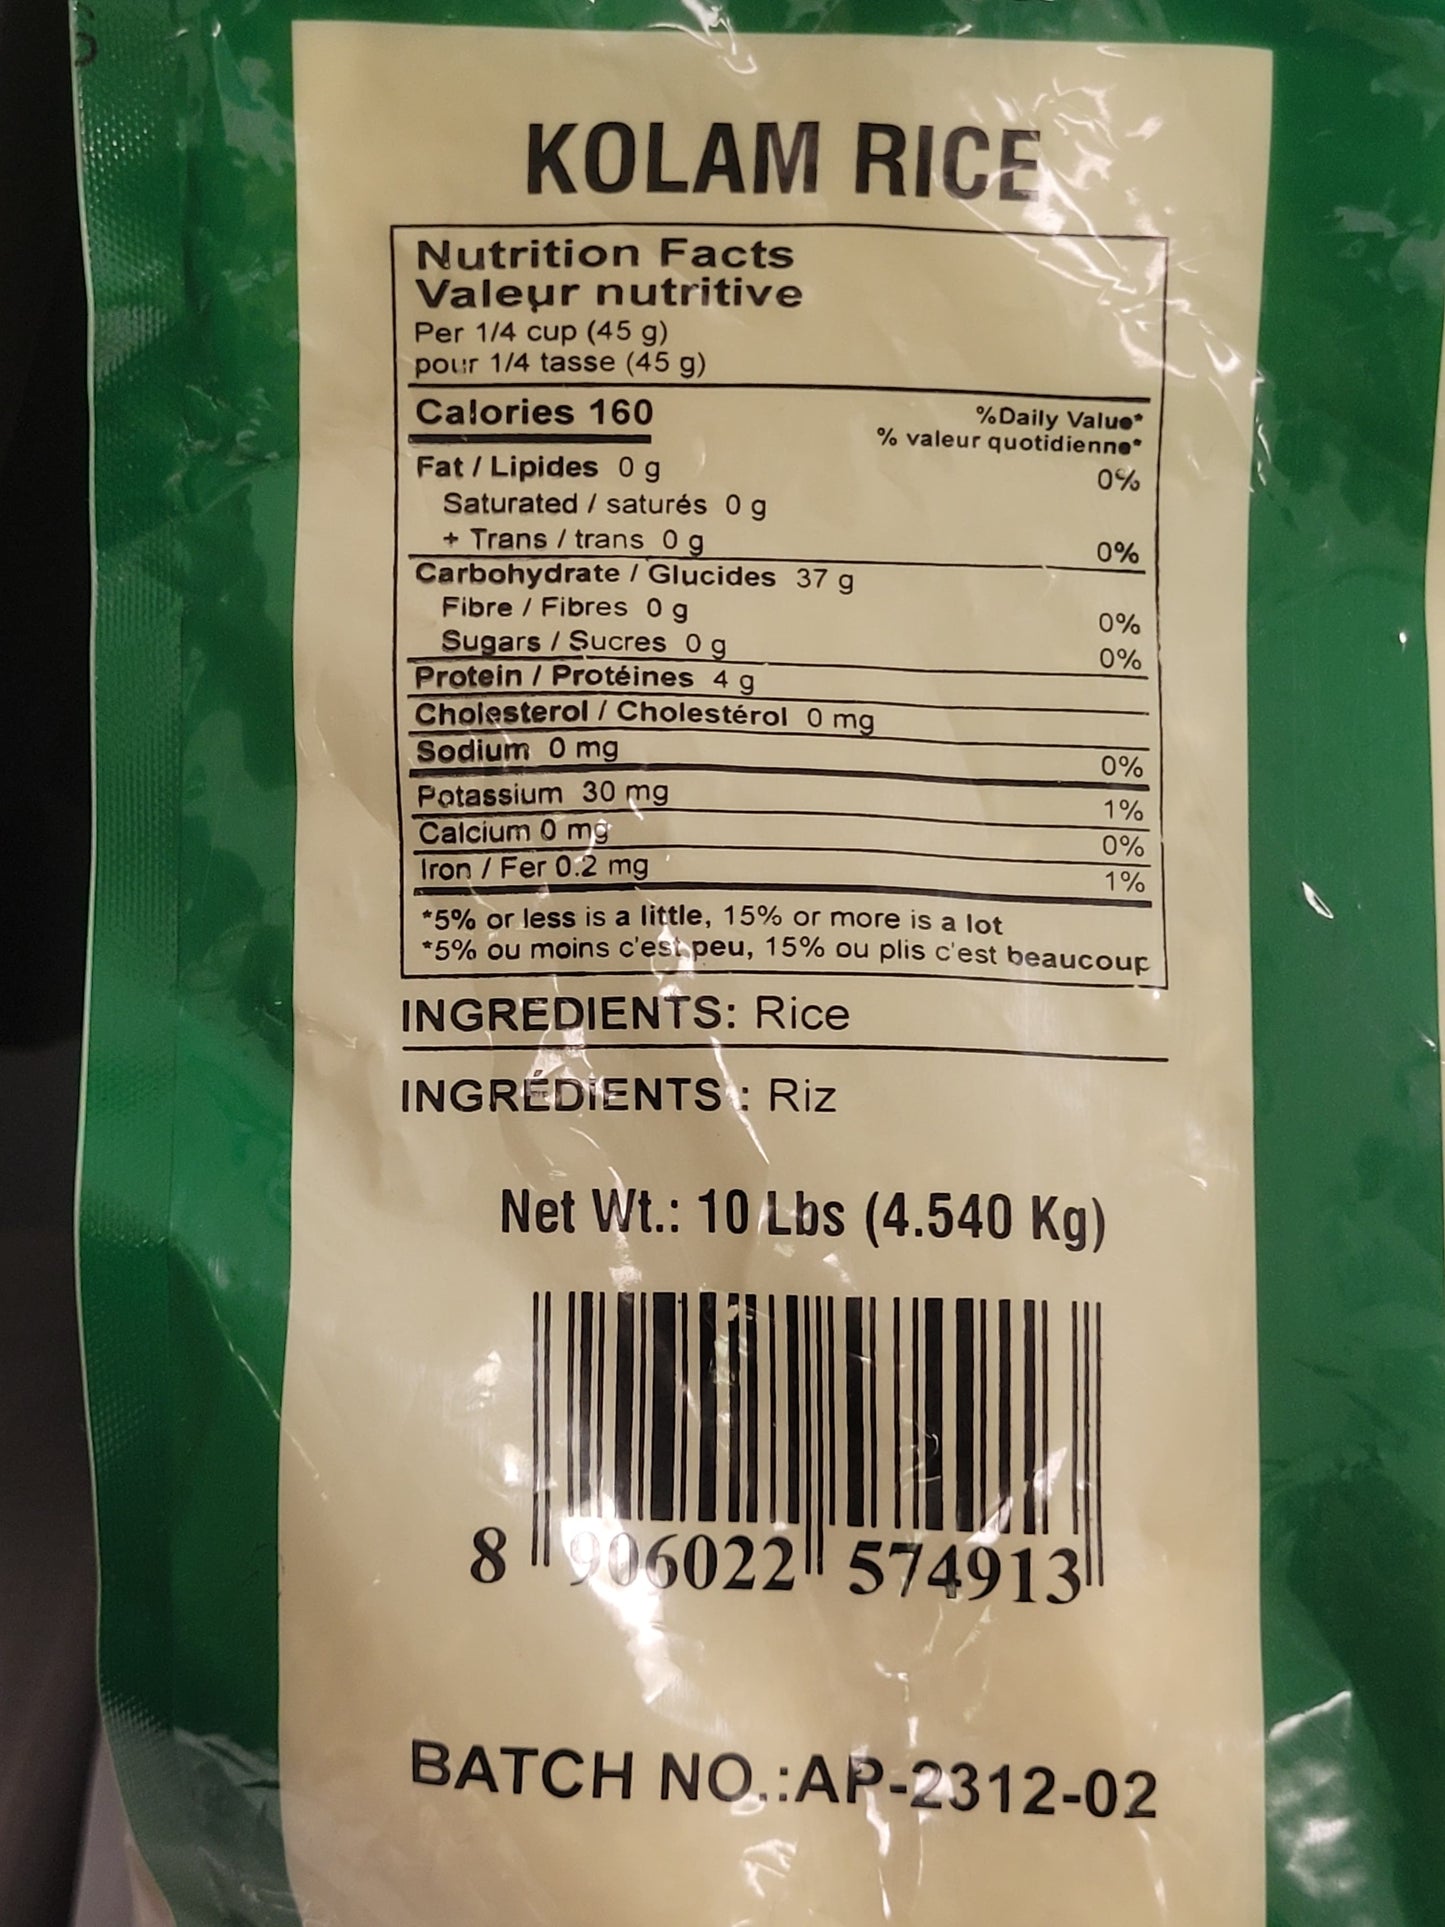 KOLAM RICE
Nutrition Facts
Valeur nutritive
Per 1/4 cup (45 g)
pour 1/4 tasse (45 g)
Calories 160
%Daily Value*
% valeur quotidienne*
Fat / Lipides 0 g 0%
Saturated / saturés 0 g
+ Trans / trans 0 g 0%
Carbohydrate / Glucides 37 g
Fibre / Fibres 0 g 0%
Sugars / Sucres 0 g 0%
Protein / Protéines 4 g
Cholesterol / Cholestérol 0 mg
Sodium 0 mg 0%
Potassium 30 mg 1%
Calcium 0 mg 0%
Iron / Fer 0.2 mg 1%
*5% or less is a little, 15% or more is a lot
*5% ou moins c'est peu, 15% ou plis c'est beaucoup
INGREDIENTS: Rice
INGRÉDIENTS : Riz
Net Wt.: 10 Lbs (4.540 Kg)
8 906022 574913
BATCH NO.:AP-2312-02